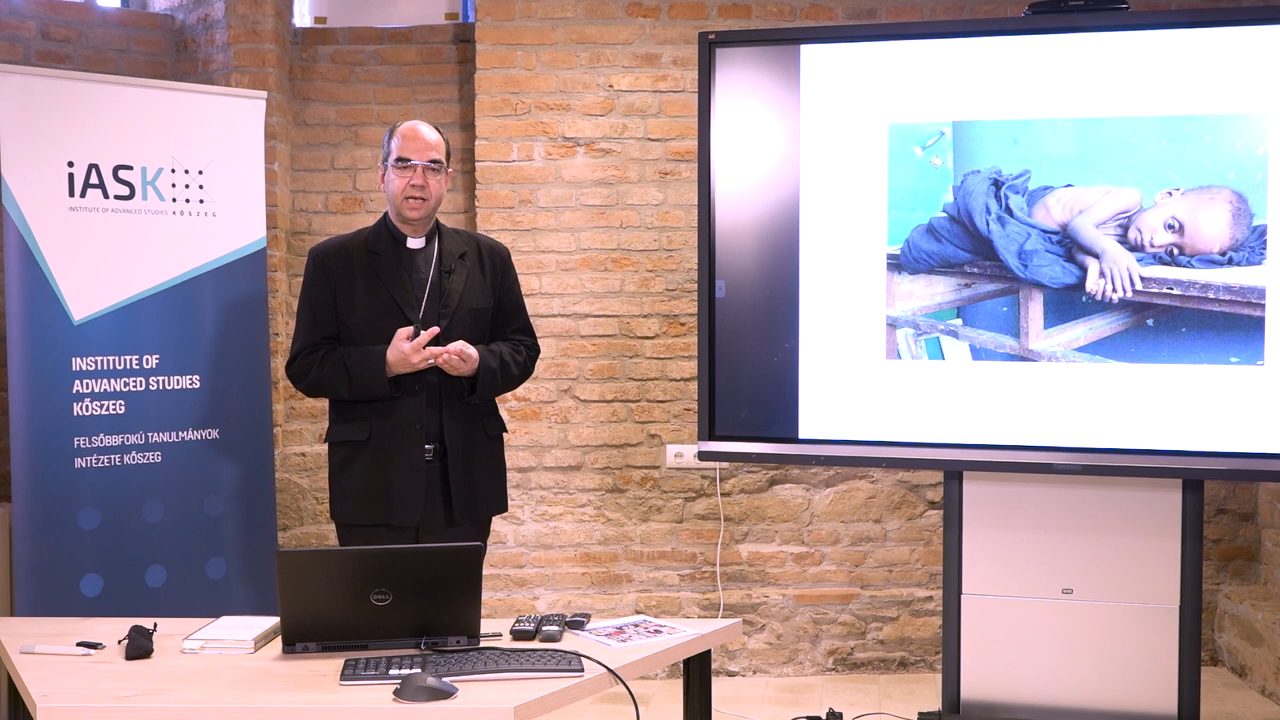 iASK
INSTITUTE OF ADVANCED STUDIES KŐSZEG
INSTITUTE OF
ADVANCED STUDIES
KŐSZEG
FELSŐBBFOKÚ TANULMÁNYOK
INTÉZETE KŐSZEG
DELL